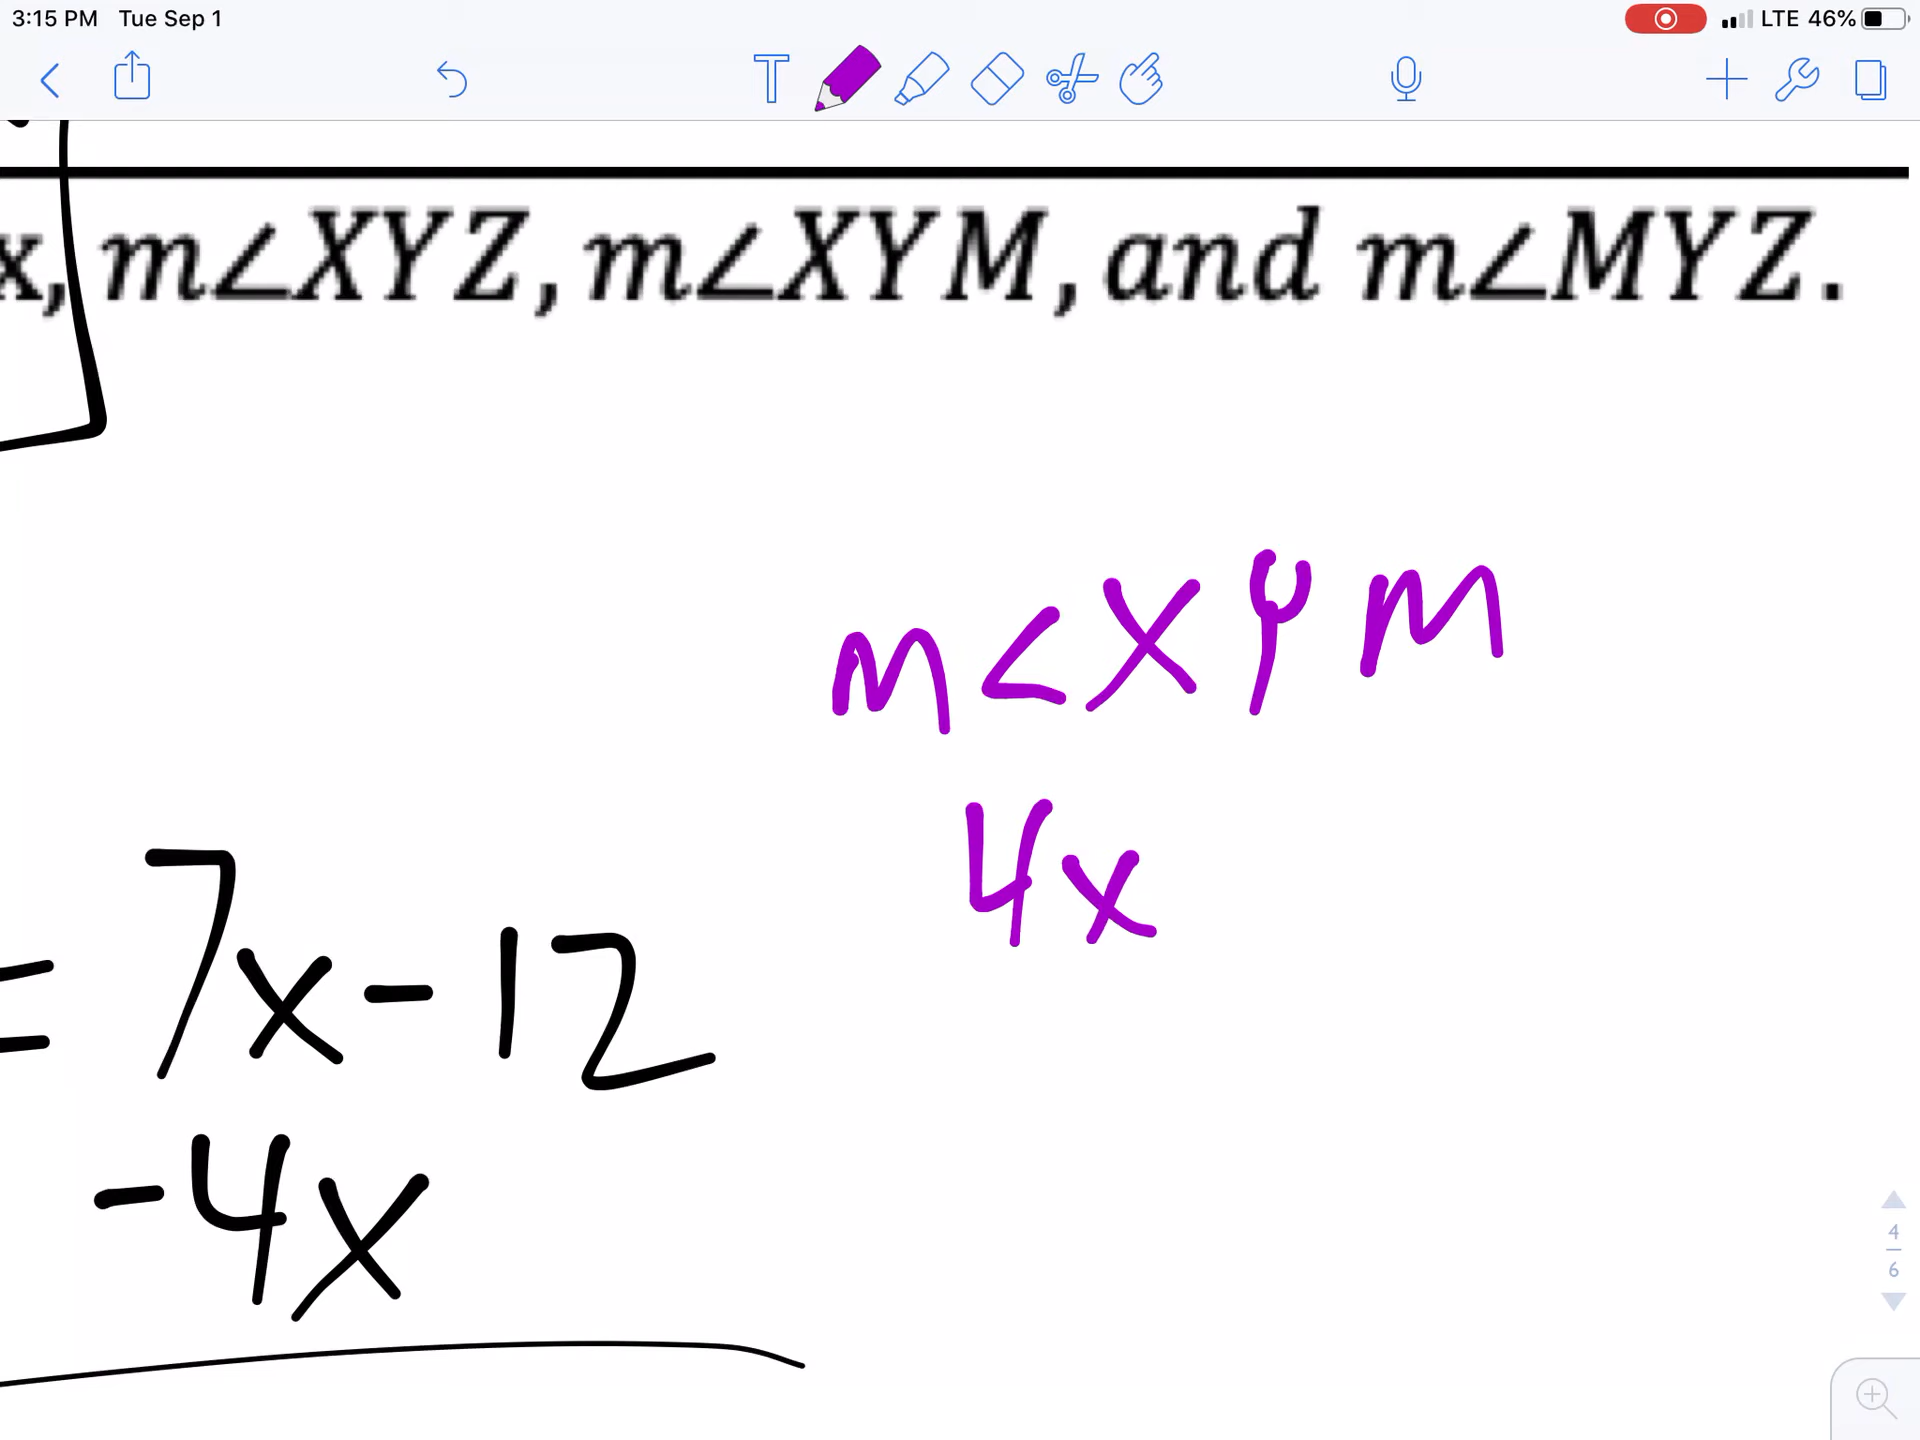 3:15 PM Tue Sep 1
LTE 46%
T
x, m∠XYZ, m∠XYM, and m∠MYZ.
m<XYM
4x
= 7x-12
-4x
4
6